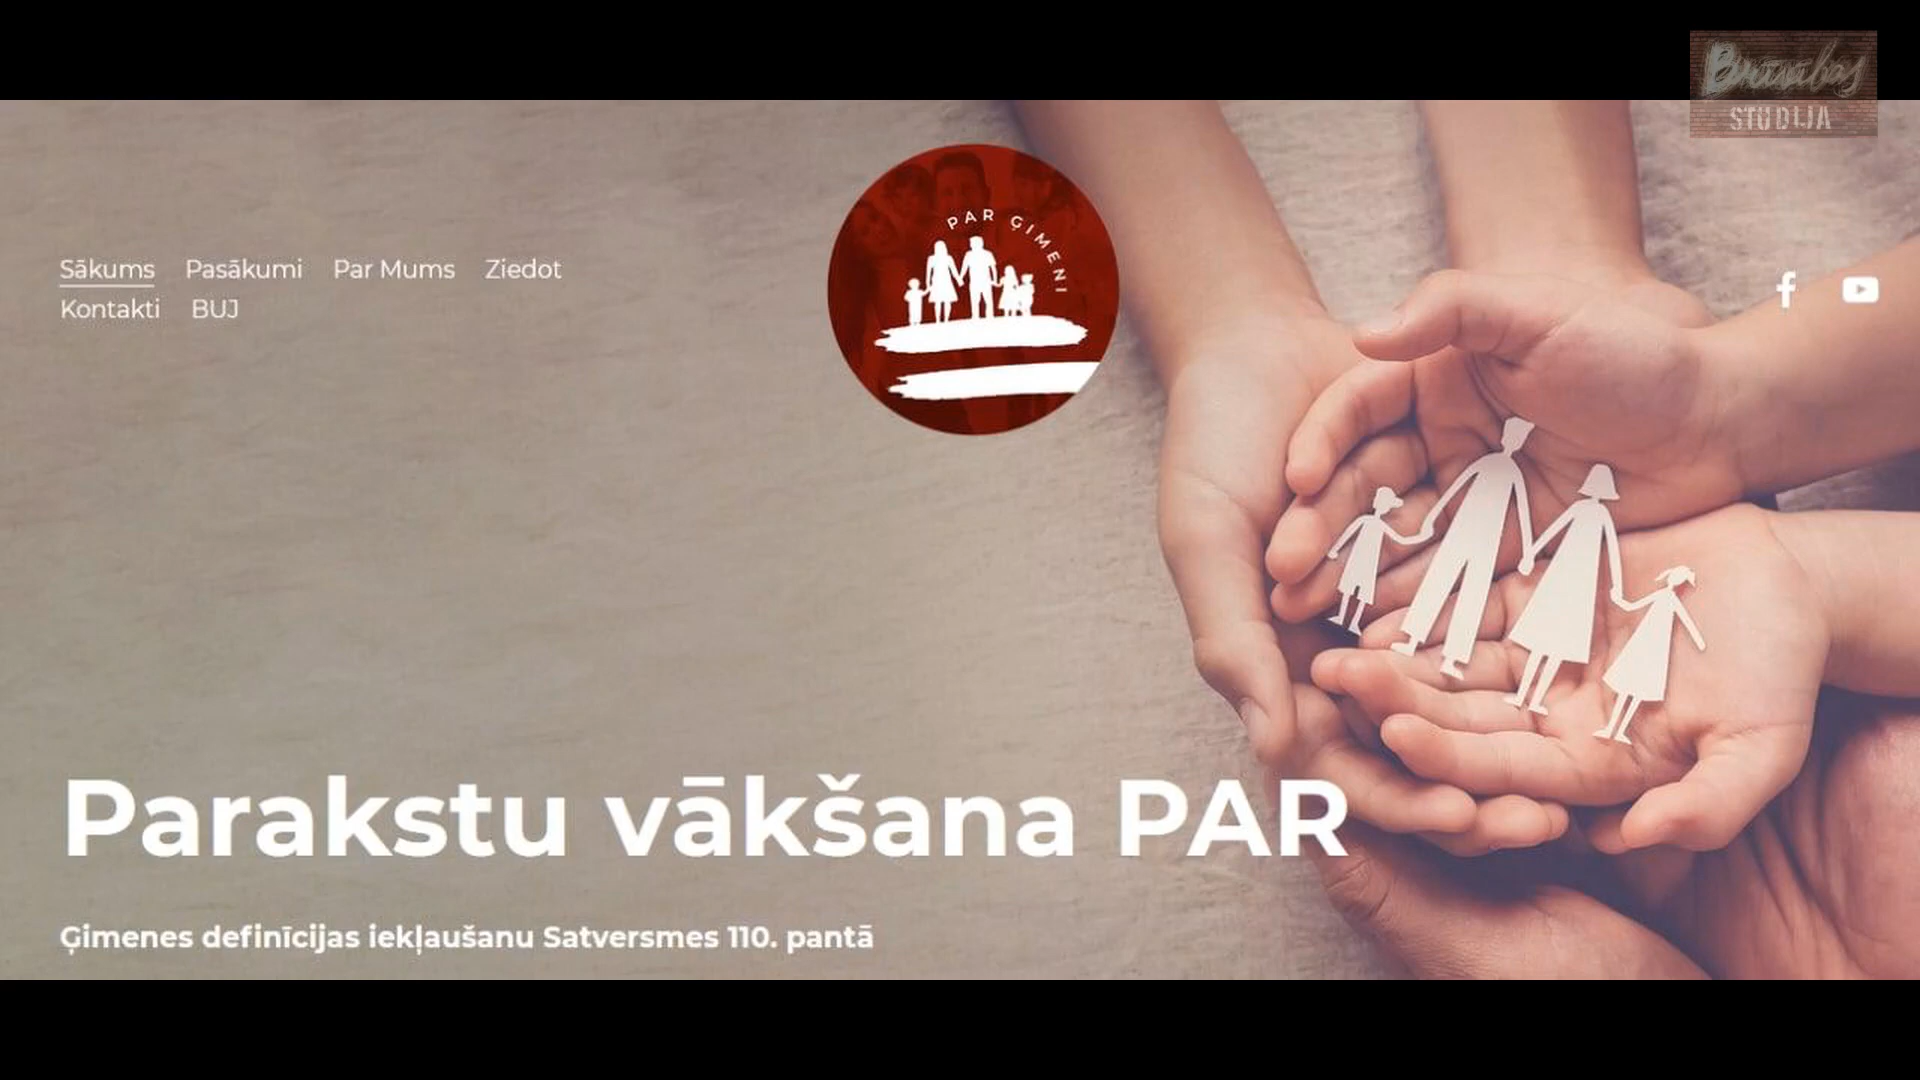 Brīvības
STUDIJA
PAR ĢIMENI
Sākums Pasākumi Par Mums Ziedot
Kontakti BUJ
Parakstu vākšana PAR
Ģimenes definīcijas iekļaušanu Satversmes 110. pantā